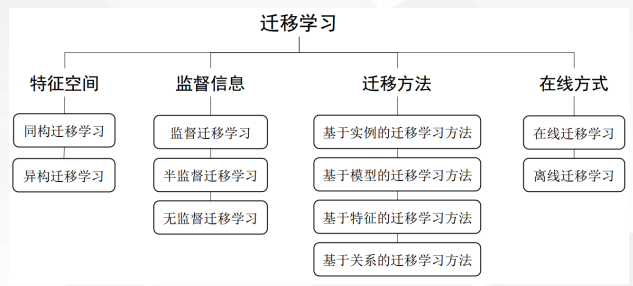 迁移学习
特征空间
监督信息
迁移方法
在线方式
同构迁移学习
异构迁移学习
监督迁移学习
半监督迁移学习
无监督迁移学习
基于实例的迁移学习方法
基于模型的迁移学习方法
基于特征的迁移学习方法
基于关系的迁移学习方法
在线迁移学习
离线迁移学习